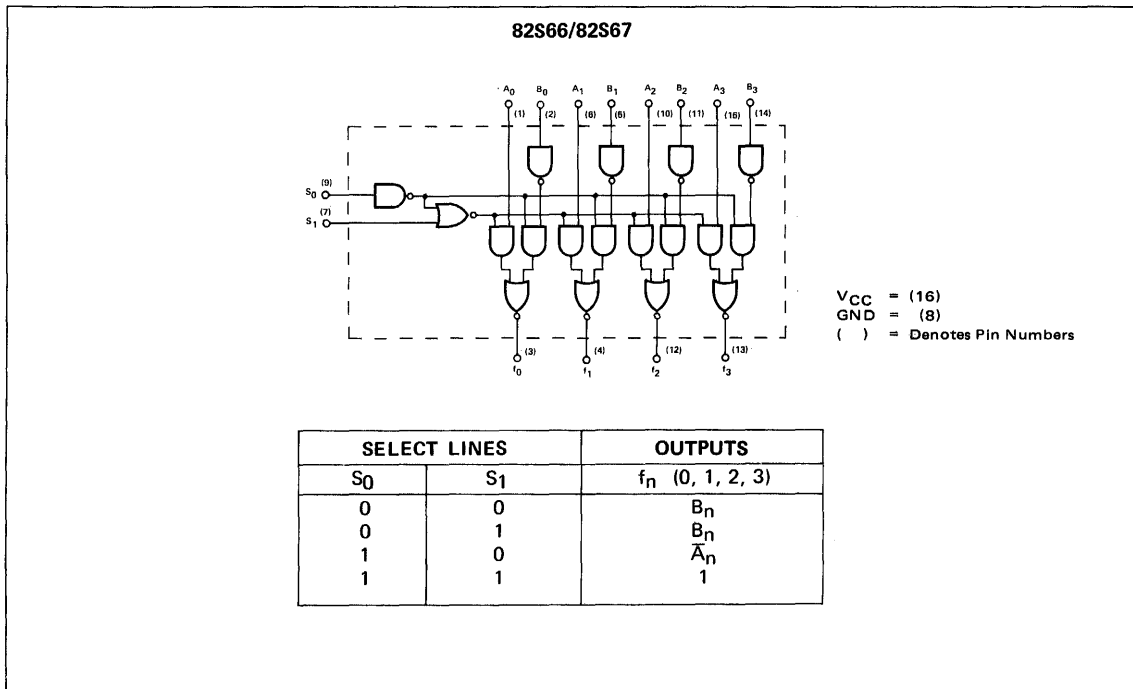 82S66/82S67
A0 B0 A1 B1 A2 B2 A3 B3
(1) (2) (6) (5) (10) (11) (15) (14)
S0 (9)
S1 (7)
VCC = (16)
GND = (8)
( ) = Denotes Pin Numbers
(3) (4) (12) (13)
f0 f1 f2 f3
SELECT LINES OUTPUTS
S0 S1 fn (0, 1, 2, 3)
0 0 Bn
0 1 Bn
1 0 A̅n
1 1 1